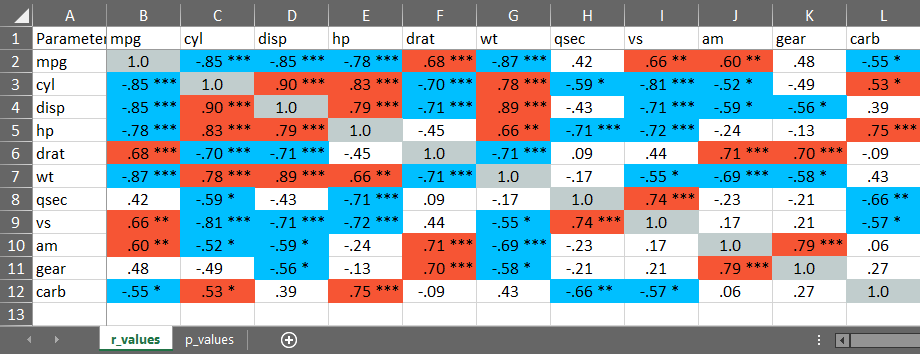 A B C D E F G H I J K L
1 Parameter mpg cyl disp hp drat wt qsec vs am gear carb
2 mpg 1.0 -.85 *** -.85 *** -.78 *** .68 *** -.87 *** .42 .66 ** .60 ** .48 -.55 *
3 cyl -.85 *** 1.0 .90 *** .83 *** -.70 *** .78 *** -.59 * -.81 *** -.52 * -.49 .53 *
4 disp -.85 *** .90 *** 1.0 .79 *** -.71 *** .89 *** -.43 -.71 *** -.59 * -.56 * .39
5 hp -.78 *** .83 *** .79 *** 1.0 -.45 .66 ** -.71 *** -.72 *** -.24 -.13 .75 ***
6 drat .68 *** -.70 *** -.71 *** -.45 1.0 -.71 *** .09 .44 .71 *** .70 *** -.09
7 wt -.87 *** .78 *** .89 *** .66 ** -.71 *** 1.0 -.17 -.55 * -.69 *** -.58 * .43
8 qsec .42 -.59 * -.43 -.71 *** .09 -.17 1.0 .74 *** -.23 -.21 -.66 **
9 vs .66 ** -.81 *** -.71 *** -.72 *** .44 -.55 * .74 *** 1.0 .17 .21 -.57 *
10 am .60 ** -.52 * -.59 * -.24 .71 *** -.69 *** -.23 .17 1.0 .79 *** .06
11 gear .48 -.49 -.56 * -.13 .70 *** -.58 * -.21 .21 .79 *** 1.0 .27
12 carb -.55 * .53 * .39 .75 *** -.09 .43 -.66 ** -.57 * .06 .27 1.0
13
r_values p_values